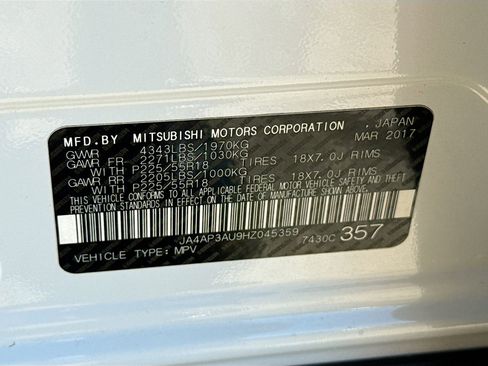 MFD.BY MITSUBISHI MOTORS CORPORATION , JAPAN
GVWR 4343LBS/1970KG MAR 2017
GAWR FR 2271LBS/1030KG
WITH P225/55R18 TIRES 18X7.0J RIMS
GAWR RR 2205LBS/1000KG
WITH P225/55R18 TIRES 18X7.0J RIMS
THIS VEHICLE CONFORMS TO ALL APPLICABLE FEDERAL MOTOR VEHICLE SAFETY, BUMPER AND THEFT
PREVENTION STANDARDS IN EFFECT ON THE DATE OF MANUFACTURE SHOWN ABOVE.
JA4AP3AU9HZ045359 7430C 357
VEHICLE TYPE:MPV